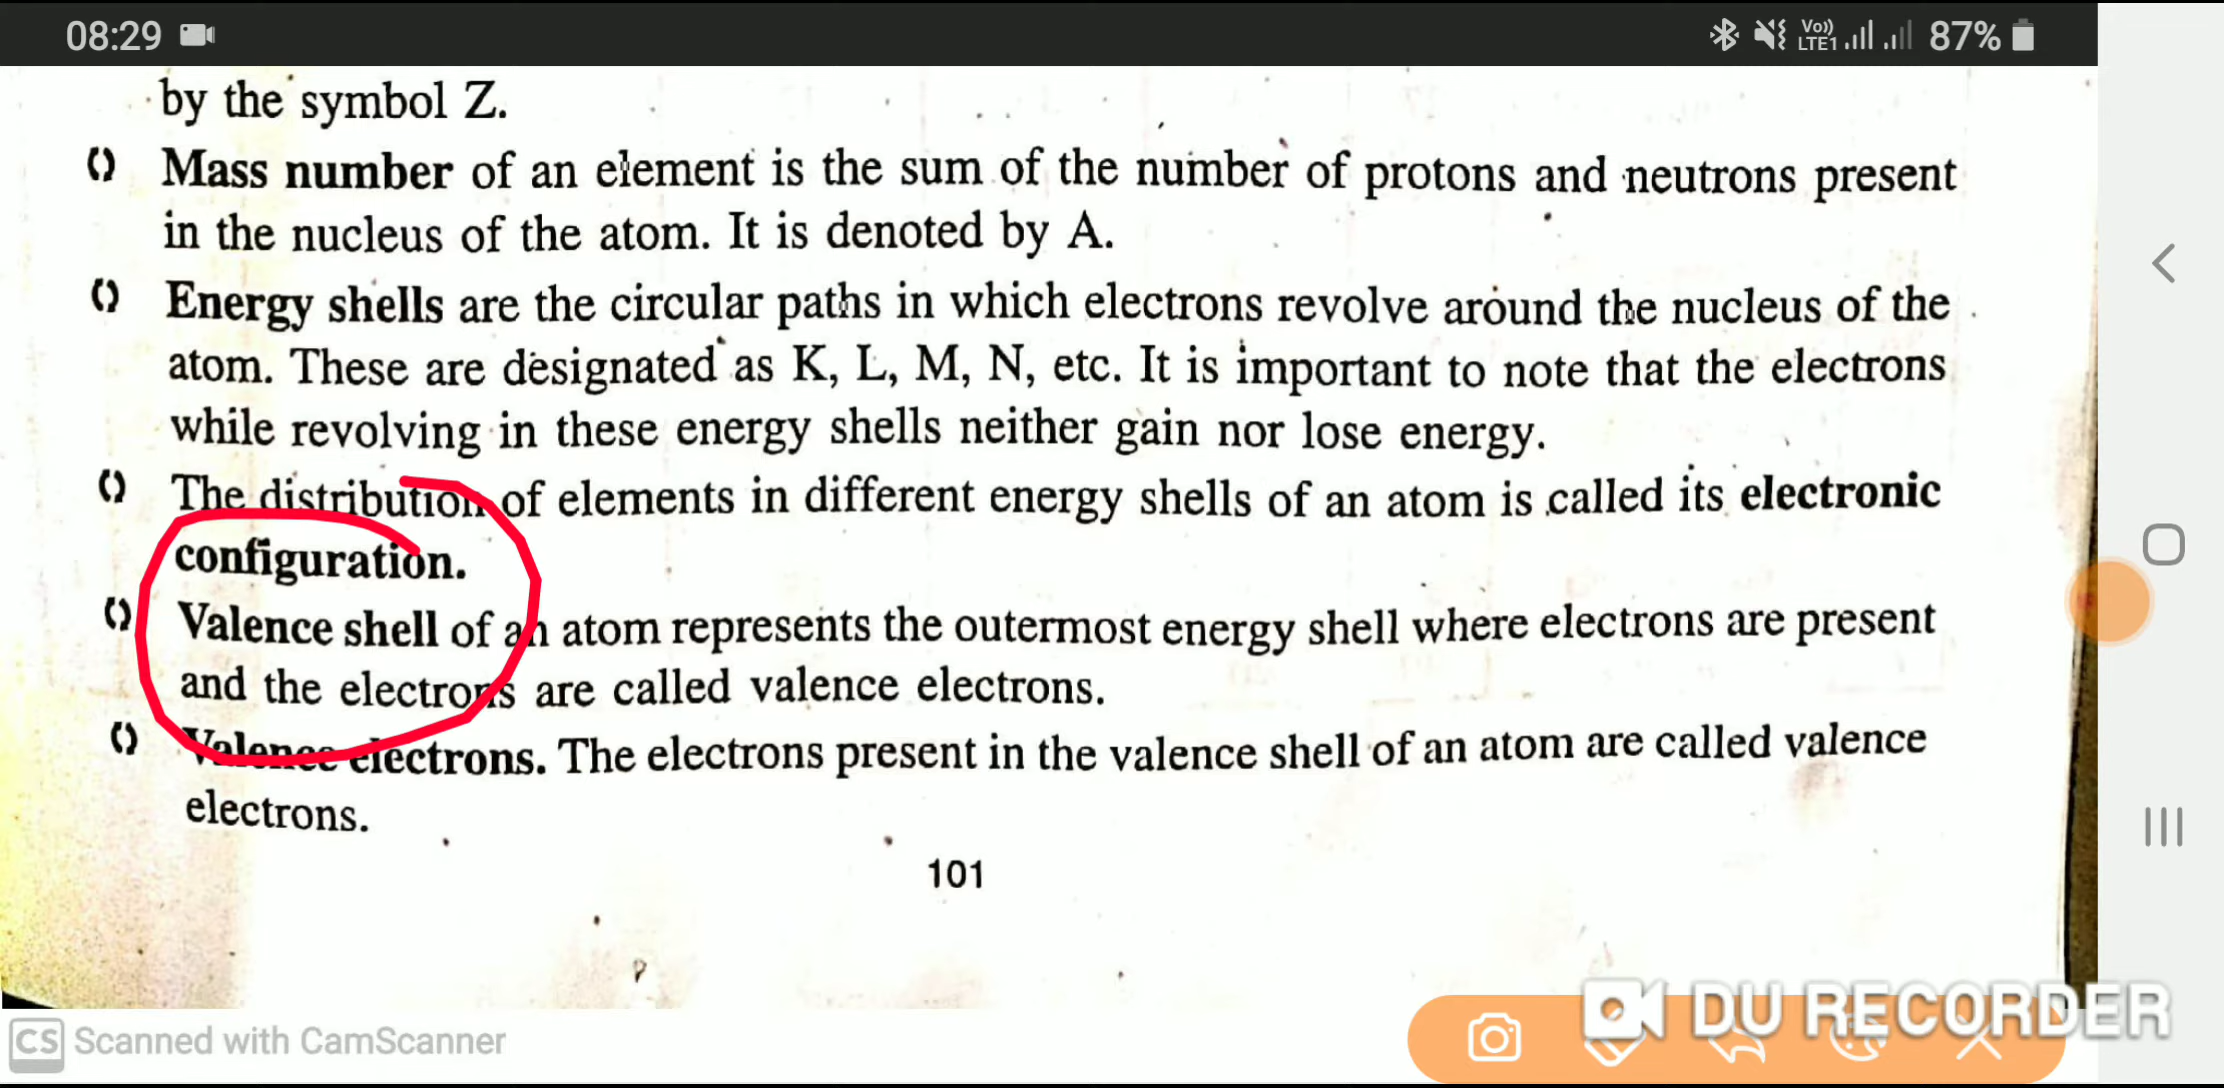 08:29
Vo)) LTE1 87%
by the symbol Z.
Mass number of an element is the sum of the number of protons and neutrons present
in the nucleus of the atom. It is denoted by A.
Energy shells are the circular paths in which electrons revolve around the nucleus of the
atom. These are designated as K, L, M, N, etc. It is important to note that the electrons
while revolving in these energy shells neither gain nor lose energy.
The distribution of elements in different energy shells of an atom is called its electronic
configuration.
Valence shell of an atom represents the outermost energy shell where electrons are present
and the electrons are called valence electrons.
Valence electrons. The electrons present in the valence shell of an atom are called valence
electrons.
101
DU RECORDER
CS Scanned with CamScanner